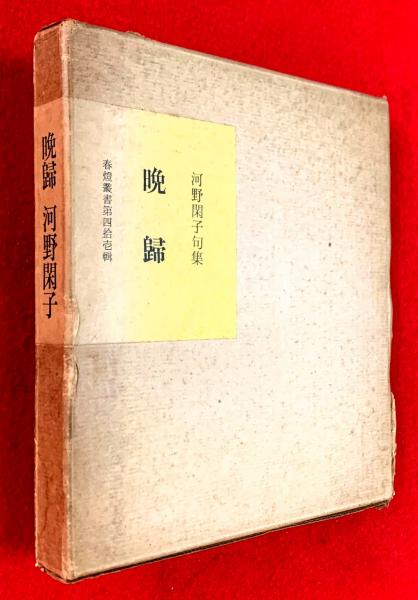 河野閑子句集
晩歸
春燈叢書第四拾壱輯
晩歸 河野閑子